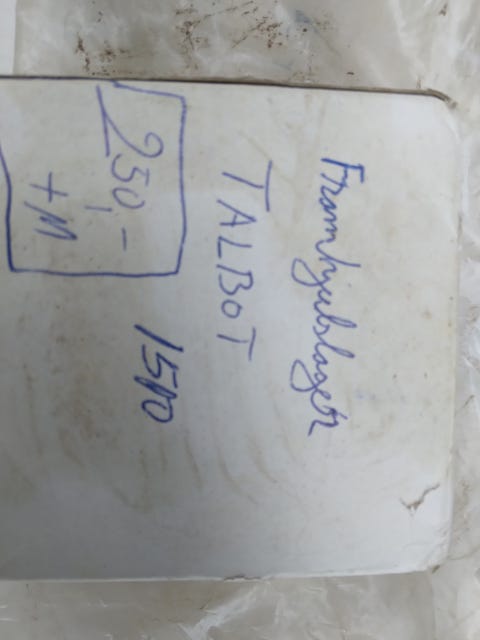 Framhjulslager
TALBOT
1510
250,-
+M